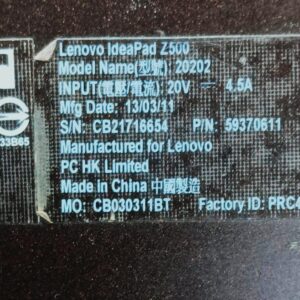 Lenovo IdeaPad Z500
Model Name(型號) 20202
INPUT(電壓/電流) 20V ⎓ 4.5A
Mfg Date 13/03/11
S/N: CB21716654 P/N: 59370611
Manufactured for Lenovo
PC HK Limited
Made in China 中國製造
MO: CB030311BT Factory ID: PRC4
33B65